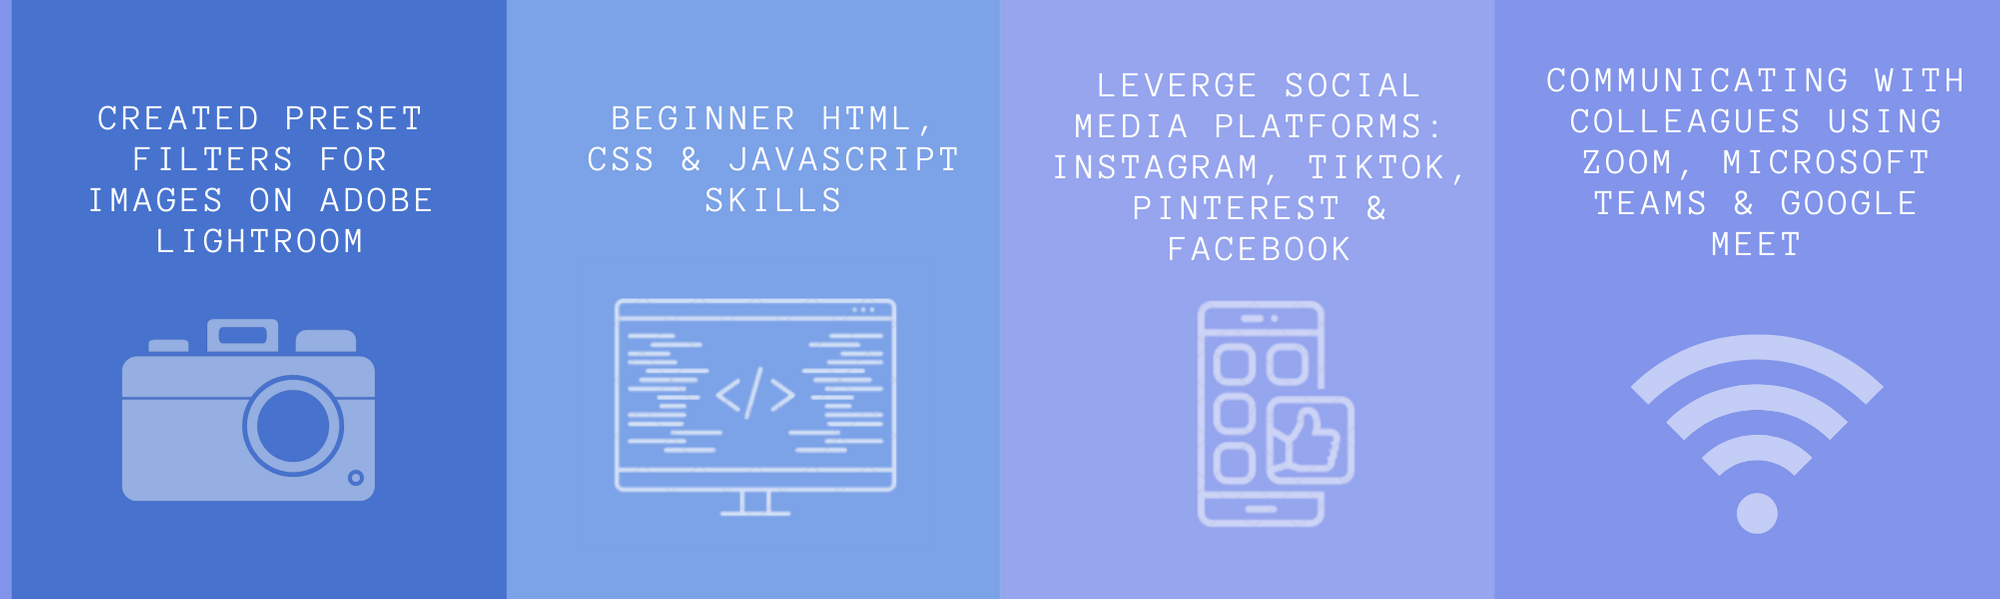 CREATED PRESET
FILTERS FOR
IMAGES ON ADOBE
LIGHTROOM
BEGINNER HTML,
CSS & JAVASCRIPT
SKILLS
</>
LEVERGE SOCIAL
MEDIA PLATFORMS:
INSTAGRAM, TIKTOK,
PINTEREST &
FACEBOOK
COMMUNICATING WITH
COLLEAGUES USING
ZOOM, MICROSOFT
TEAMS & GOOGLE
MEET